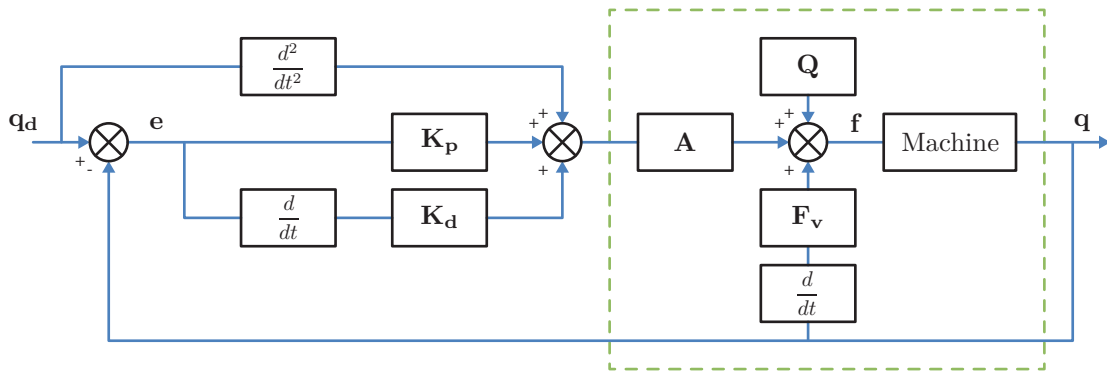 d²/dt²
Q
q_d
e
K_p
A
f
Machine
q
+
-
+
+
+
+
+
+
d/dt
K_d
F_v
d/dt